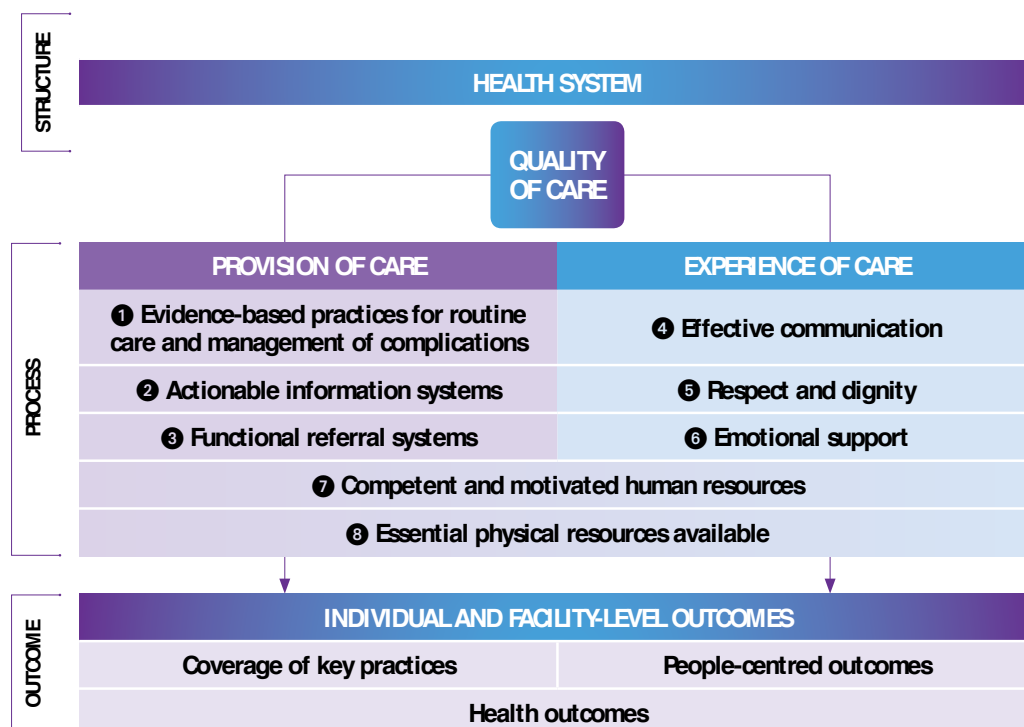 STRUCTURE
HEALTH SYSTEM
QUALITY
OF CARE
PROCESS
PROVISION OF CARE
EXPERIENCE OF CARE
❶ Evidence-based practices for routine
care and management of complications
❹ Effective communication
❷ Actionable information systems
❺ Respect and dignity
❸ Functional referral systems
❻ Emotional support
❼ Competent and motivated human resources
❽ Essential physical resources available
OUTCOME
INDIVIDUAL AND FACILITY-LEVEL OUTCOMES
Coverage of key practices
People-centred outcomes
Health outcomes